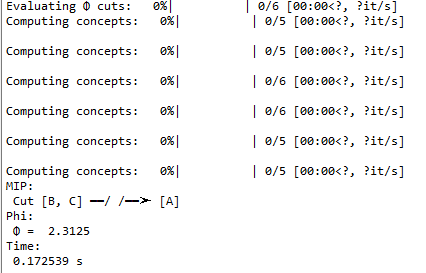 Evaluating Φ cuts:   0%|          | 0/6 [00:00<?, ?it/s]
Computing concepts:   0%|          | 0/5 [00:00<?, ?it/s]
Computing concepts:   0%|          | 0/5 [00:00<?, ?it/s]
Computing concepts:   0%|          | 0/6 [00:00<?, ?it/s]
Computing concepts:   0%|          | 0/6 [00:00<?, ?it/s]
Computing concepts:   0%|          | 0/5 [00:00<?, ?it/s]
Computing concepts:   0%|          | 0/5 [00:00<?, ?it/s]
MIP:
 Cut [B, C] ━━/ /━━➤ [A]
Phi:
 Φ =  2.3125
Time:
 0.172539 s